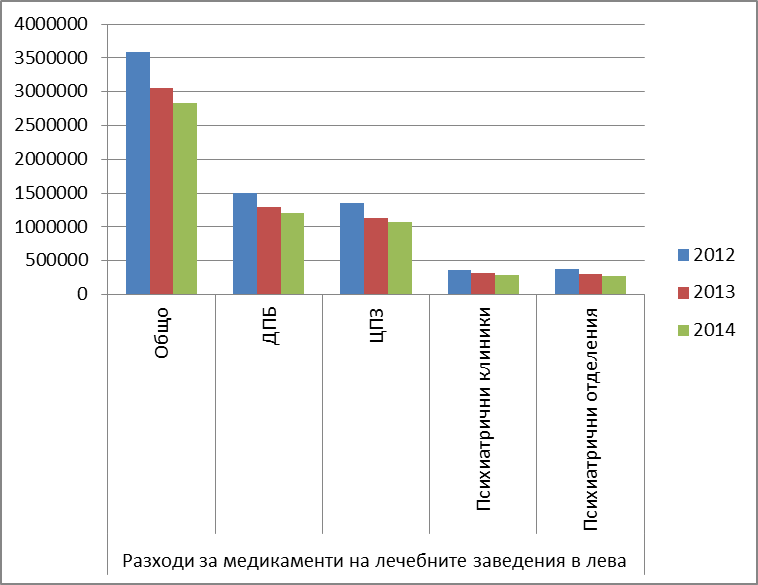 4000000
3500000
3000000
2500000
2000000
1500000
1000000
500000
0
Общо
ДПБ
ЦПЗ
Психиатрични клиники
Психиатрични отделения
Разходи за медикаменти на лечебните заведения в лева
2012
2013
2014